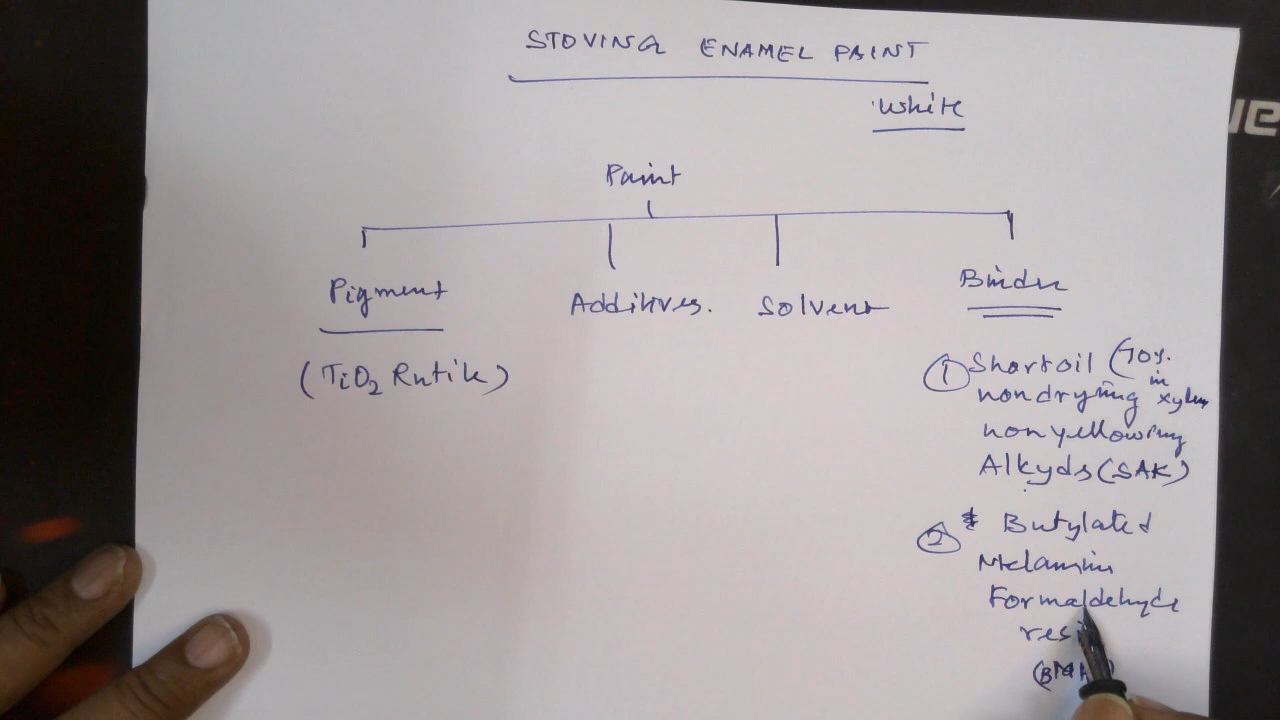 STOVING ENAMEL PAINT
White
Paint
Pigment
Additives.
Solvent
Binder
(TiO2 Rutile)
① Shortoil (70%. in xylene
nondrying
nonyellowing
Alkyds (SAK)
② Butylated
Melamine
Formaldehyde